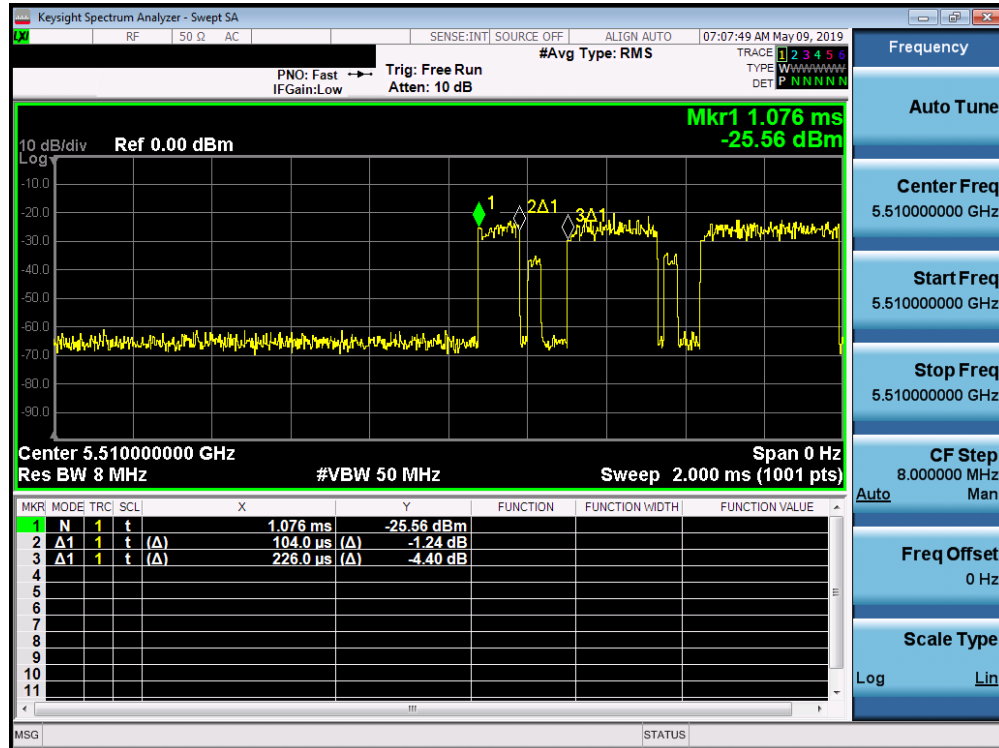 Keysight Spectrum Analyzer - Swept SA
LXI RF 50 Ω AC SENSE:INT SOURCE OFF ALIGN AUTO 07:07:49 AM May 09, 2019
#Avg Type: RMS TRACE 1 2 3 4 5 6
PNO: Fast Trig: Free Run TYPE WWWWWW
IFGain:Low Atten: 10 dB DET P NNNNN
Mkr1 1.076 ms
10 dB/div Ref 0.00 dBm -25.56 dBm
Log
-10.0
-20.0
-30.0
-40.0
-50.0
-60.0
-70.0
-80.0
-90.0
1
2Δ1
3Δ1
Center 5.510000000 GHz Span 0 Hz
Res BW 8 MHz #VBW 50 MHz Sweep 2.000 ms (1001 pts)
MKR MODE TRC SCL X Y FUNCTION FUNCTION WIDTH FUNCTION VALUE
1 N 1 t 1.076 ms -25.56 dBm
2 Δ1 1 t (Δ) 104.0 µs (Δ) -1.24 dB
3 Δ1 1 t (Δ) 226.0 µs (Δ) -4.40 dB
4
5
6
7
8
9
10
11
MSG STATUS
Frequency
Auto Tune
Center Freq
5.510000000 GHz
Start Freq
5.510000000 GHz
Stop Freq
5.510000000 GHz
CF Step
8.000000 MHz
Auto Man
Freq Offset
0 Hz
Scale Type
Log Lin